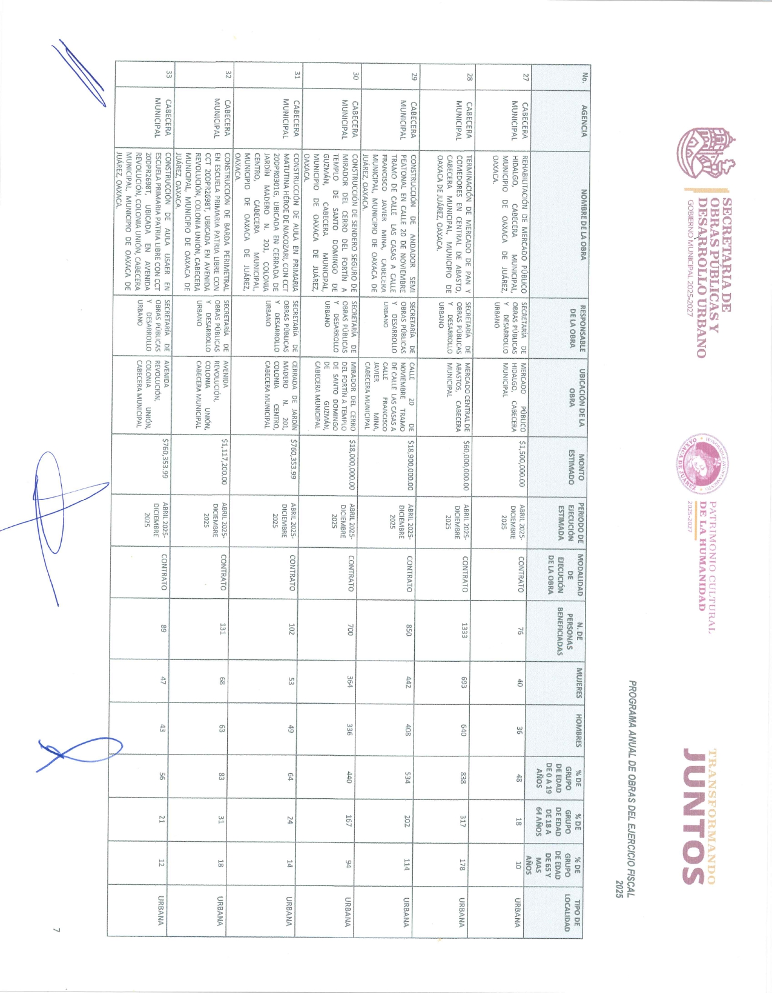 SECRETARÍA DE
OBRAS PÚBLICAS Y
DESARROLLO URBANO
GOBIERNO MUNICIPAL 2025-2027
HONORABLE AYUNTAMIENTO
OAXACA DE JUÁREZ
PATRIMONIO CULTURAL
DE LA HUMANIDAD
2025-2027
TRANSFORMANDO
JUNTOS
PROGRAMA ANUAL DE OBRAS DEL EJERCICIO FISCAL
2025
No.
AGENCIA
NOMBRE DE LA OBRA
RESPONSABLE
DE LA OBRA
UBICACIÓN DE LA
OBRA
MONTO
ESTIMADO
PERIODO DE
EJECUCIÓN
ESTIMADA
MODALIDAD
DE
EJECUCIÓN
DE LA OBRA
N. DE
PERSONAS
BENEFICIADAS
MUJERES
HOMBRES
% DE
GRUPO
DE EDAD
DE 0 A 19
AÑOS
% DE
GRUPO
DE EDAD
DE 18 A
64 AÑOS
% DE
GRUPO
DE EDAD
DE 65 Y
MAS
AÑOS
TIPO DE
LOCALIDAD
27
CABECERA
MUNICIPAL
REHABILITACIÓN DE MERCADO PÚBLICO
HIDALGO, CABECERA MUNICIPAL,
MUNICIPIO DE OAXACA DE JUÁREZ,
OAXACA.
SECRETARÍA DE
OBRAS PÚBLICAS
Y DESARROLLO
URBANO
MERCADO PÚBLICO
HIDALGO, CABECERA
MUNICIPAL
$1,500,000.00
ABRIL 2025-
DICIEMBRE
2025
CONTRATO
76
40
36
48
18
10
URBANA
28
CABECERA
MUNICIPAL
TERMINACIÓN DE MERCADO DE PAN Y
COMEDORES EN CENTRAL DE ABASTO,
CABECERA MUNICIPAL, MUNICIPIO DE
OAXACA DE JUÁREZ, OAXACA.
SECRETARÍA DE
OBRAS PÚBLICAS
Y DESARROLLO
URBANO
MERCADO CENTRAL DE
ABASTOS, CABECERA
MUNICIPAL
$60,000,000.00
ABRIL 2025-
DICIEMBRE
2025
CONTRATO
1333
693
640
838
317
178
URBANA
29
CABECERA
MUNICIPAL
CONSTRUCCIÓN DE ANDADOR SEMI
PEATONAL EN CALLE 20 DE NOVIEMBRE
TRAMO DE CALLE LAS CASAS A CALLE
FRANCISCO JAVIER MINA, CABECERA
MUNICIPAL, MUNICIPIO DE OAXACA DE
JUÁREZ, OAXACA.
SECRETARÍA DE
OBRAS PÚBLICAS
Y DESARROLLO
URBANO
CALLE 20 DE
NOVIEMBRE TRAMO
DE CALLE LAS CASAS A
CALLE FRANCISCO
JAVIER MINA,
CABECERA MUNICIPAL
$18,900,000.00
ABRIL 2025-
DICIEMBRE
2025
CONTRATO
850
442
408
534
202
114
URBANA
30
CABECERA
MUNICIPAL
CONSTRUCCIÓN DE SENDERO SEGURO DE
MIRADOR DEL CERRO DEL FORTÍN A
TEMPLO DE SANTO DOMINGO DE
GUZMÁN, CABECERA MUNICIPAL,
MUNICIPIO DE OAXACA DE JUÁREZ,
OAXACA.
SECRETARÍA DE
OBRAS PÚBLICAS
Y DESARROLLO
URBANO
MIRADOR DEL CERRO
DEL FORTÍN A TEMPLO
DE SANTO DOMINGO
DE GUZMÁN,
CABECERA MUNICIPAL
$18,000,000.00
ABRIL 2025-
DICIEMBRE
2025
CONTRATO
700
364
336
440
167
94
URBANA
31
CABECERA
MUNICIPAL
CONSTRUCCIÓN DE AULA EN PRIMARIA
MATUTINA HÉROE DE NACOZARI, CON CCT
20DPR0301G, UBICADA EN CERRADA DE
JARDÍN MADERO N. 201, COLONIA
CENTRO, CABECERA MUNICIPAL,
MUNICIPIO DE OAXACA DE JUÁREZ,
OAXACA.
SECRETARÍA DE
OBRAS PÚBLICAS
Y DESARROLLO
URBANO
CERRADA DE JARDÍN
MADERO N. 201,
COLONIA CENTRO,
CABECERA MUNICIPAL
$760,353.99
ABRIL 2025-
DICIEMBRE
2025
CONTRATO
102
53
49
64
24
14
URBANA
32
CABECERA
MUNICIPAL
CONSTRUCCIÓN DE BARDA PERIMETRAL
EN ESCUELA PRIMARIA PATRIA LIBRE CON
CCT 20DPR2698T, UBICADA EN AVENIDA
REVOLUCIÓN, COLONIA UNIÓN, CABECERA
MUNICIPAL, MUNICIPIO DE OAXACA DE
JUÁREZ, OAXACA.
SECRETARÍA DE
OBRAS PÚBLICAS
Y DESARROLLO
URBANO
AVENIDA
REVOLUCIÓN,
COLONIA UNIÓN,
CABECERA MUNICIPAL
$1,117,200.00
ABRIL 2025-
DICIEMBRE
2025
CONTRATO
131
68
63
83
31
18
URBANA
33
CABECERA
MUNICIPAL
CONSTRUCCIÓN DE AULA USAER EN
ESCUELA PRIMARIA PATRIA LIBRE CON CCT
20DPR2698T, UBICADA EN AVENIDA
REVOLUCIÓN, COLONIA UNIÓN, CABECERA
MUNICIPAL, MUNICIPIO DE OAXACA DE
JUÁREZ, OAXACA.
SECRETARÍA DE
OBRAS PÚBLICAS
Y DESARROLLO
URBANO
AVENIDA
REVOLUCIÓN,
COLONIA UNIÓN,
CABECERA MUNICIPAL
$760,353.99
ABRIL 2025-
DICIEMBRE
2025
CONTRATO
89
47
43
56
21
12
URBANA
7